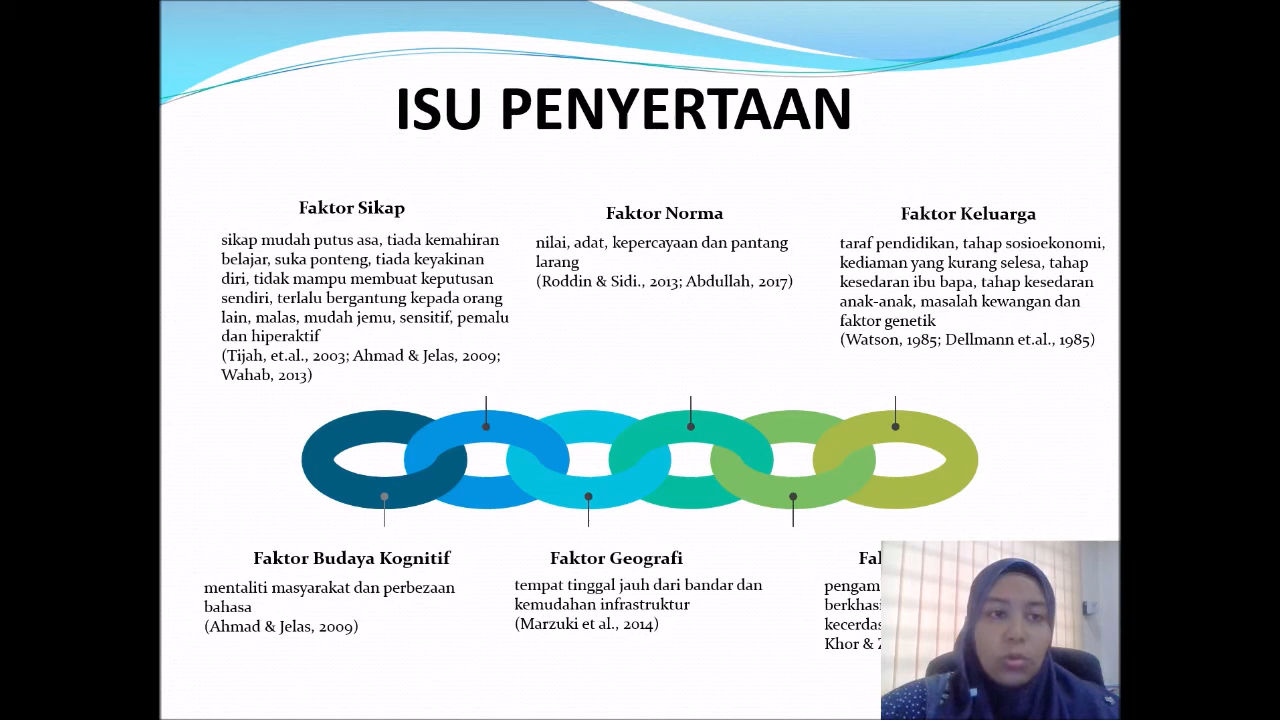 ISU PENYERTAAN
Faktor Sikap
sikap mudah putus asa, tiada kemahiran
belajar, suka ponteng, tiada keyakinan
diri, tidak mampu membuat keputusan
sendiri, terlalu bergantung kepada orang
lain, malas, mudah jemu, sensitif, pemalu
dan hiperaktif
(Tijah, et.al., 2003; Ahmad & Jelas, 2009;
Wahab, 2013)
Faktor Norma
nilai, adat, kepercayaan dan pantang
larang
(Roddin & Sidi., 2013; Abdullah, 2017)
Faktor Keluarga
taraf pendidikan, tahap sosioekonomi,
kediaman yang kurang selesa, tahap
kesedaran ibu bapa, tahap kesedaran
anak-anak, masalah kewangan dan
faktor genetik
(Watson, 1985; Dellmann et.al., 1985)
Faktor Budaya Kognitif
mentaliti masyarakat dan perbezaan
bahasa
(Ahmad & Jelas, 2009)
Faktor Geografi
tempat tinggal jauh dari bandar dan
kemudahan infrastruktur
(Marzuki et al., 2014)
Khor &